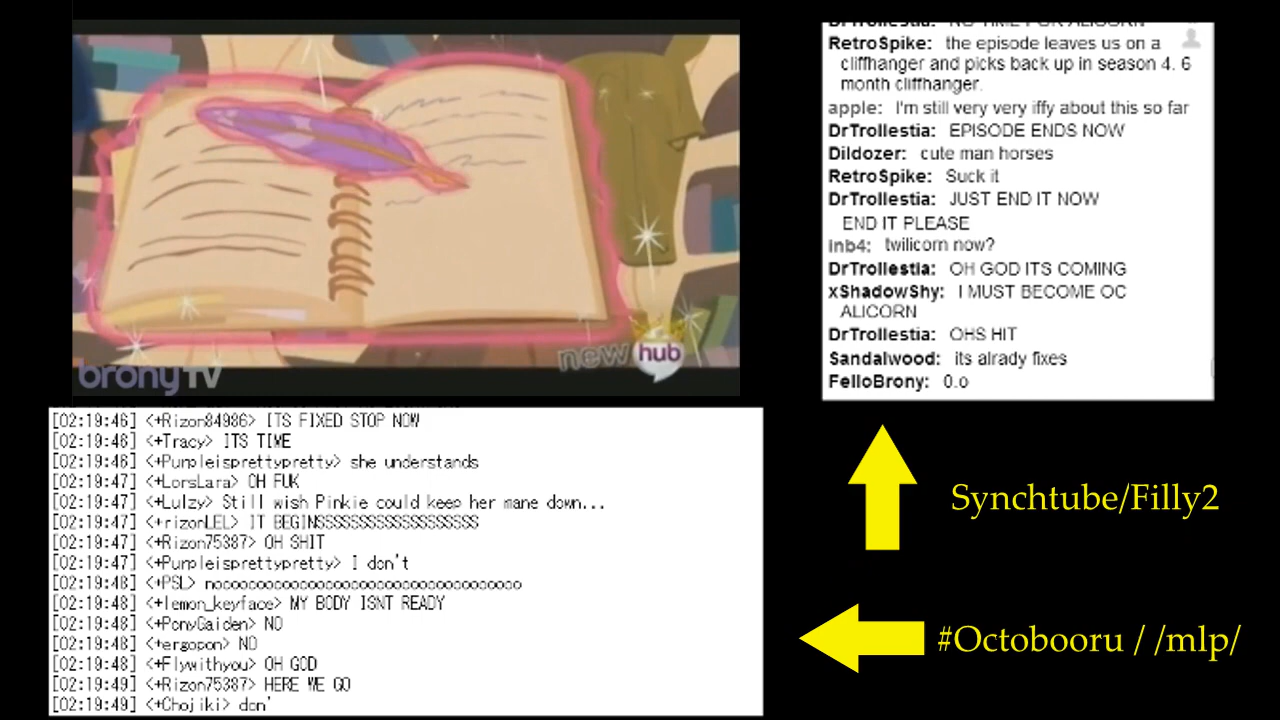 DrTrollestia: NO TIME FOR ALICORN
RetroSpike: the episode leaves us on a
cliffhanger and picks back up in season 4. 6
month cliffhanger.
apple: I'm still very very iffy about this so far
DrTrollestia: EPISODE ENDS NOW
Dildozer: cute man horses
RetroSpike: Suck it
DrTrollestia: JUST END IT NOW
END IT PLEASE
inb4: twilicorn now?
DrTrollestia: OH GOD ITS COMING
xShadowShy: I MUST BECOME OC
ALICORN
DrTrollestia: OHS HIT
Sandalwood: its alrady fixes
FelloBrony: 0.o
new hub
bronyTV
[02:19:46] <+Rizon84986> ITS FIXED STOP NOW
[02:19:46] <+Tracy> ITS TIME
[02:19:46] <+Purpleisprettypretty> she understands
[02:19:47] <+LorsLara> OH FUK
[02:19:47] <+Lulzy> Still wish Pinkie could keep her mane down...
[02:19:47] <+rizonLEL> IT BEGINSSSSSSSSSSSSSSSSSSS
[02:19:47] <+Rizon75387> OH SHIT
[02:19:47] <+Purpleisprettypretty> I don't
[02:19:48] <+PSL> nooooooooooooooooooooooooooooooooooooo
[02:19:48] <+lemon_keyface> MY BODY ISNT READY
[02:19:48] <+PonyGaiden> NO
[02:19:48] <+ergopon> NO
[02:19:48] <+Flywithyou> OH GOD
[02:19:49] <+Rizon75387> HERE WE GO
[02:19:49] <+Chojiki> don'
Synchtube/Filly2
#Octobooru / /mlp/